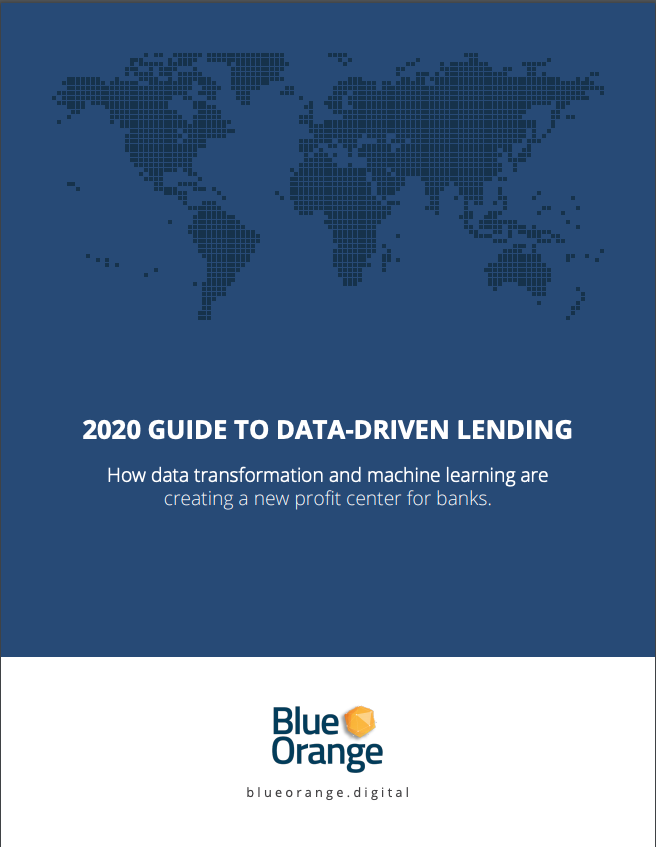 2020 GUIDE TO DATA-DRIVEN LENDING
How data transformation and machine learning are
creating a new profit center for banks.
Blue
Orange
blueorange.digital